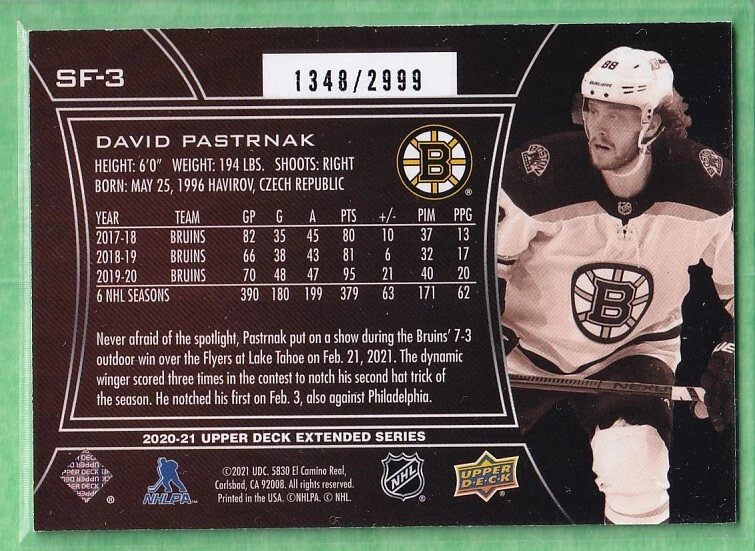 SF-3
1348/2999
88
DAVID PASTRNAK
HEIGHT: 6'0" WEIGHT: 194 LBS. SHOOTS: RIGHT
BORN: MAY 25, 1996 HAVIROV, CZECH REPUBLIC
B
®
YEAR TEAM GP G A PTS +/- PIM PPG
2017-18 BRUINS 82 35 45 80 10 37 13
2018-19 BRUINS 66 38 43 81 6 32 17
2019-20 BRUINS 70 48 47 95 21 40 20
6 NHL SEASONS 390 180 199 379 63 171 62
B
Never afraid of the spotlight, Pastrnak put on a show during the Bruins' 7-3
outdoor win over the Flyers at Lake Tahoe on Feb. 21, 2021. The dynamic
winger scored three times in the contest to notch his second hat trick of
the season. He notched his first on Feb. 3, also against Philadelphia.
2020-21 UPPER DECK EXTENDED SERIES
®
NHLPA
©2021 UDC. 5830 El Camino Real,
Carlsbad, CA 92008. All rights reserved.
Printed in the USA. ©NHLPA. © NHL.
NHL
®
UPPER
DECK